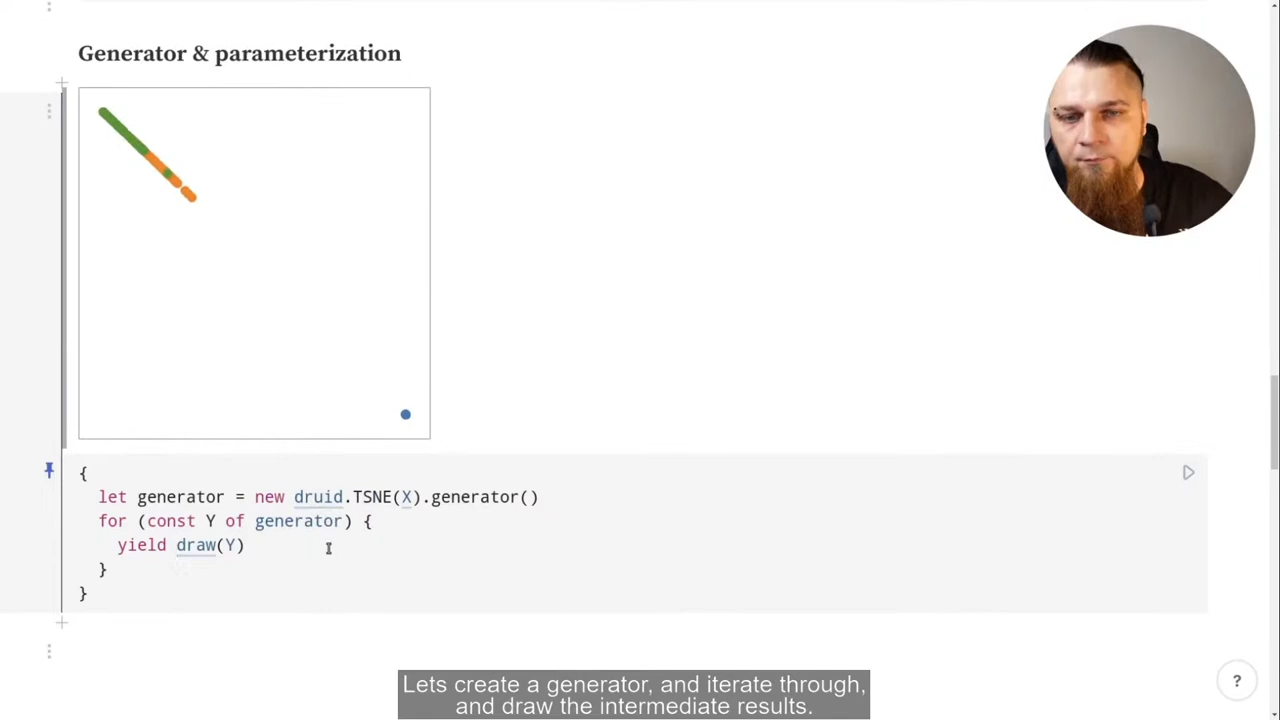 Generator & parameterization
{
let generator = new druid.TSNE(X).generator()
for (const Y of generator) {
yield draw(Y)
}
}
?
Lets create a generator, and iterate through,
and draw the intermediate results.